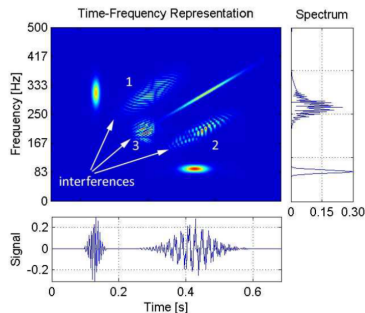 Time-Frequency Representation
Spectrum
Frequency [Hz]
500
417
333
250
167
83
0
1
2
3
interferences
0 0.15 0.30
Signal
0.2
0
-0.2
0 0.2 0.4 0.6
Time [s]